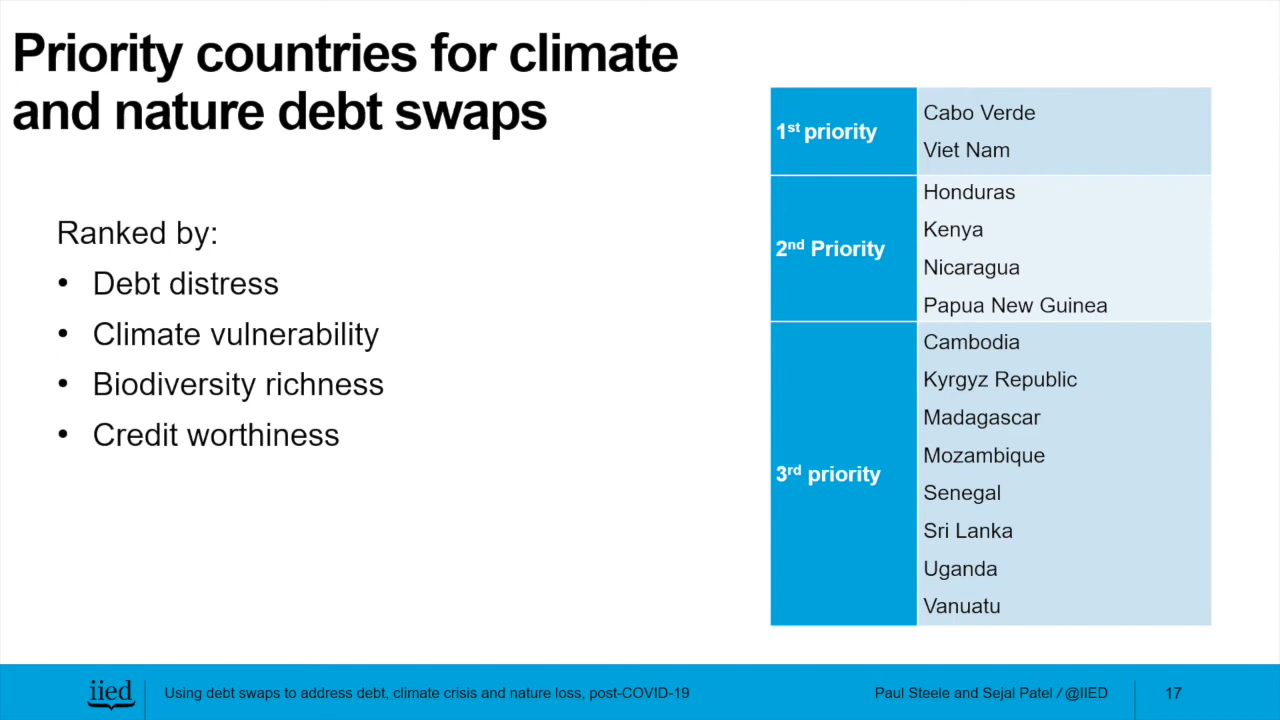 Priority countries for climate
and nature debt swaps
Ranked by:
• Debt distress
• Climate vulnerability
• Biodiversity richness
• Credit worthiness
1st priority
Cabo Verde
Viet Nam
2nd Priority
Honduras
Kenya
Nicaragua
Papua New Guinea
3rd priority
Cambodia
Kyrgyz Republic
Madagascar
Mozambique
Senegal
Sri Lanka
Uganda
Vanuatu
iied
Using debt swaps to address debt, climate crisis and nature loss, post-COVID-19
Paul Steele and Sejal Patel / @IIED
17